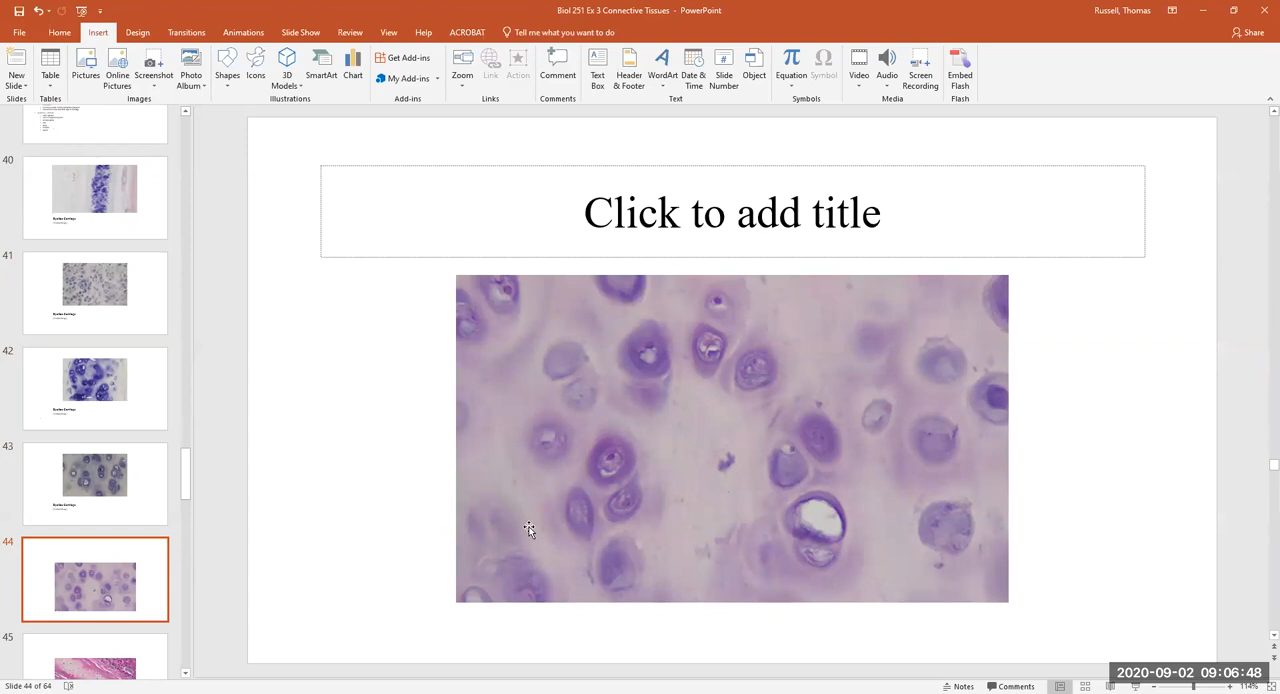 Biol 251 Ex 3 Connective Tissues - PowerPoint
Russell, Thomas
File Home Insert Design Transitions Animations Slide Show Review View Help ACROBAT Tell me what you want to do
Share
New Slide Table Pictures Online Pictures Screenshot Photo Album Shapes Icons 3D Models SmartArt Chart Get Add-ins My Add-ins Zoom Link Action Comment Text Box Header & Footer WordArt Date & Time Slide Number Object Equation Symbol Video Audio Screen Recording Embed Flash
Slides Tables Images Illustrations Add-ins Links Comments Text Symbols Media Flash
40
41
42
43
44
45
Click to add title
2020-09-02 09:06:48
Slide 44 of 64
Notes Comments 114%